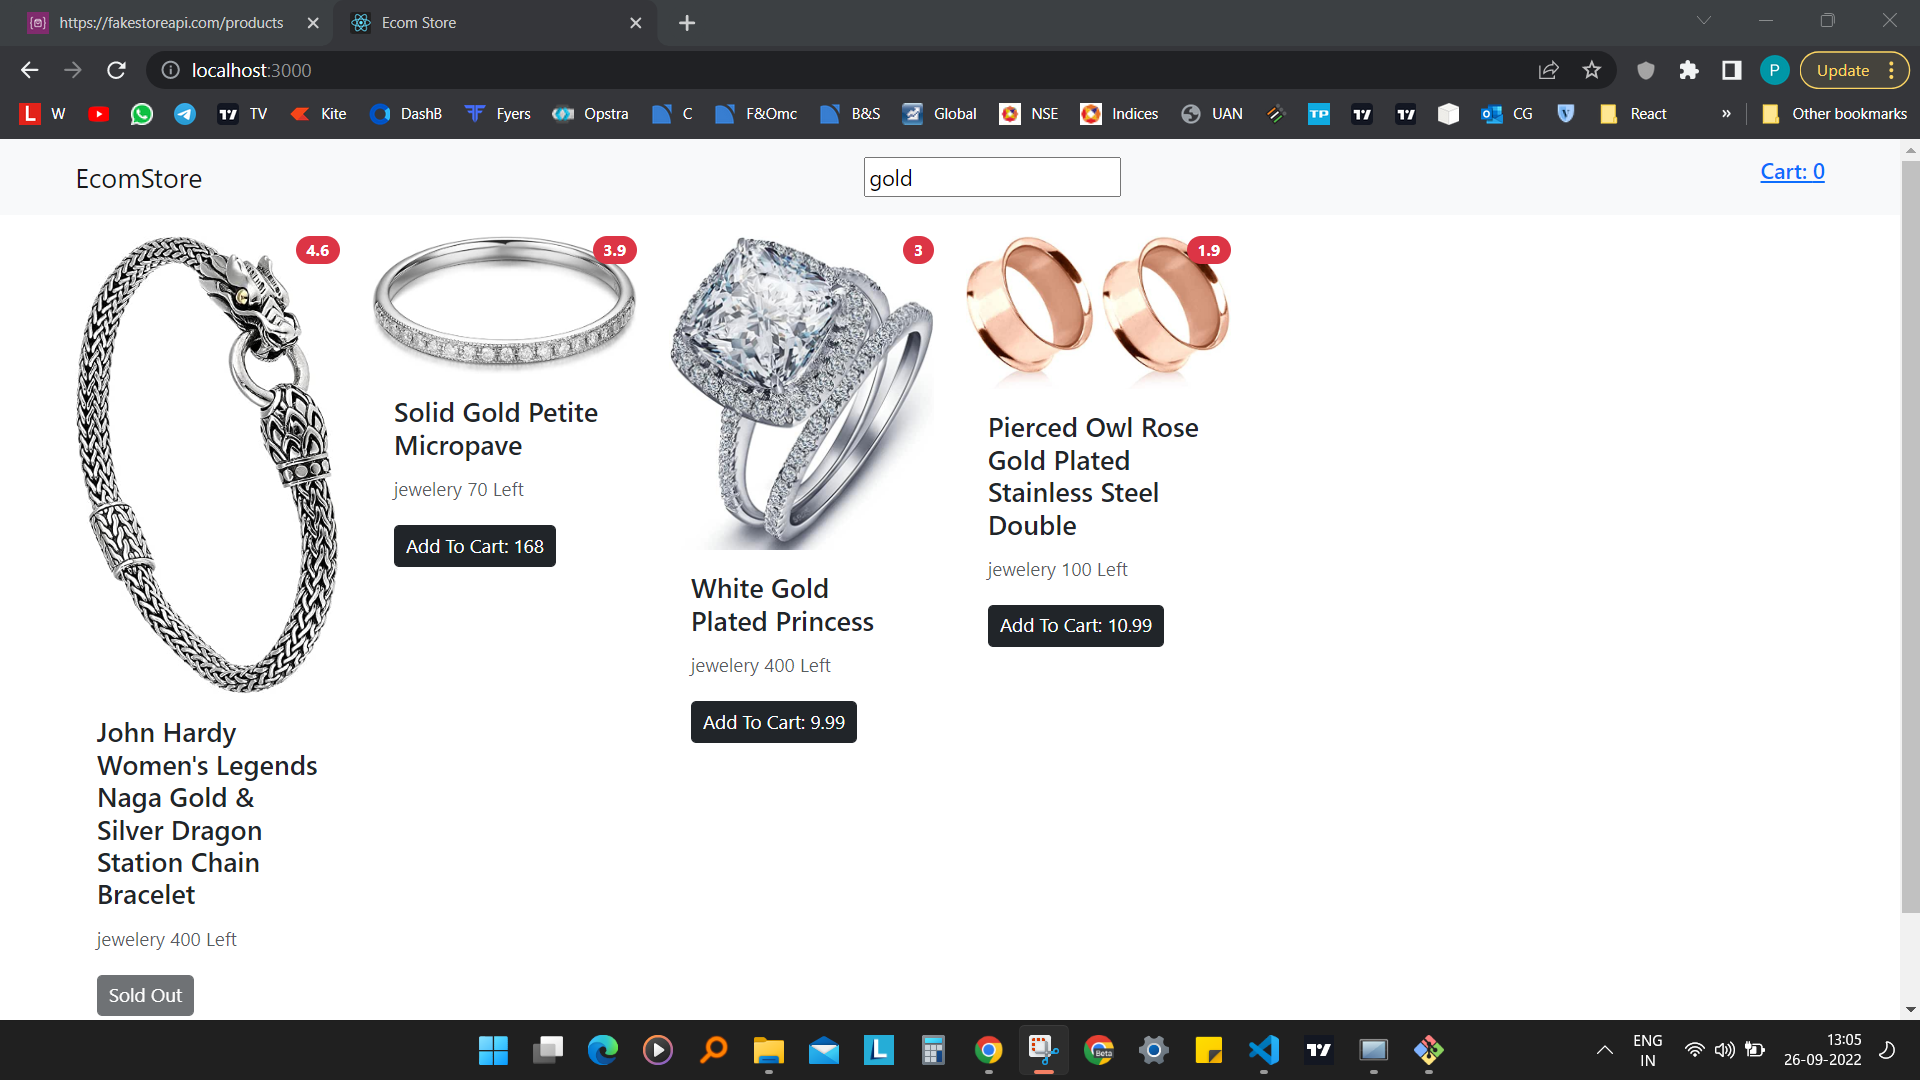 https://fakestoreapi.com/products
Ecom Store
localhost:3000
P
Update
L W
TV
Kite
DashB
Fyers
Opstra
C
F&Omc
B&S
Global
NSE
Indices
UAN
TP
CG
React
»
Other bookmarks
EcomStore
gold
Cart: 0
4.6
John Hardy
Women's Legends
Naga Gold &
Silver Dragon
Station Chain
Bracelet
jewelery 400 Left
Sold Out
3.9
Solid Gold Petite
Micropave
jewelery 70 Left
Add To Cart: 168
3
White Gold
Plated Princess
jewelery 400 Left
Add To Cart: 9.99
1.9
Pierced Owl Rose
Gold Plated
Stainless Steel
Double
jewelery 100 Left
Add To Cart: 10.99
L
Beta
ENG
IN
13:05
26-09-2022